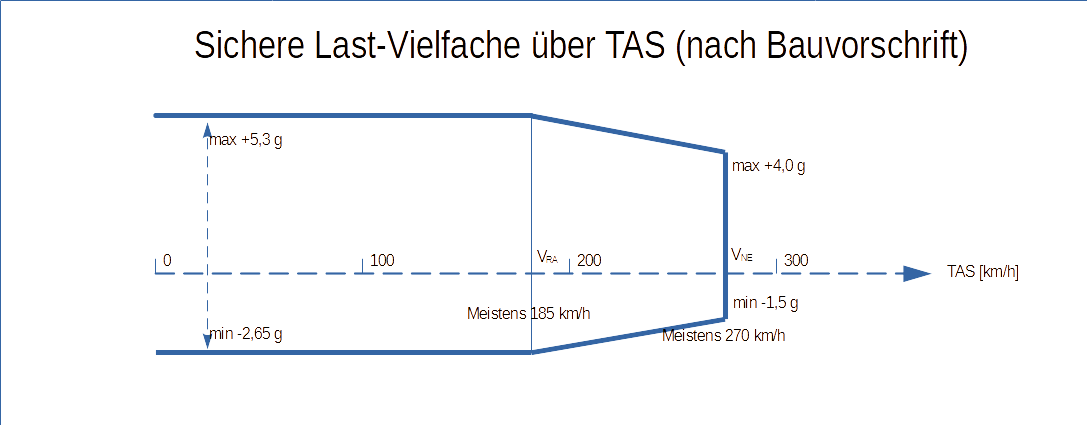 Sichere Last-Vielfache über TAS (nach Bauvorschrift)
max +5,3 g
max +4,0 g
0
100
VRA
200
VNE
300
TAS [km/h]
min -1,5 g
Meistens 185 km/h
min -2,65 g
Meistens 270 km/h